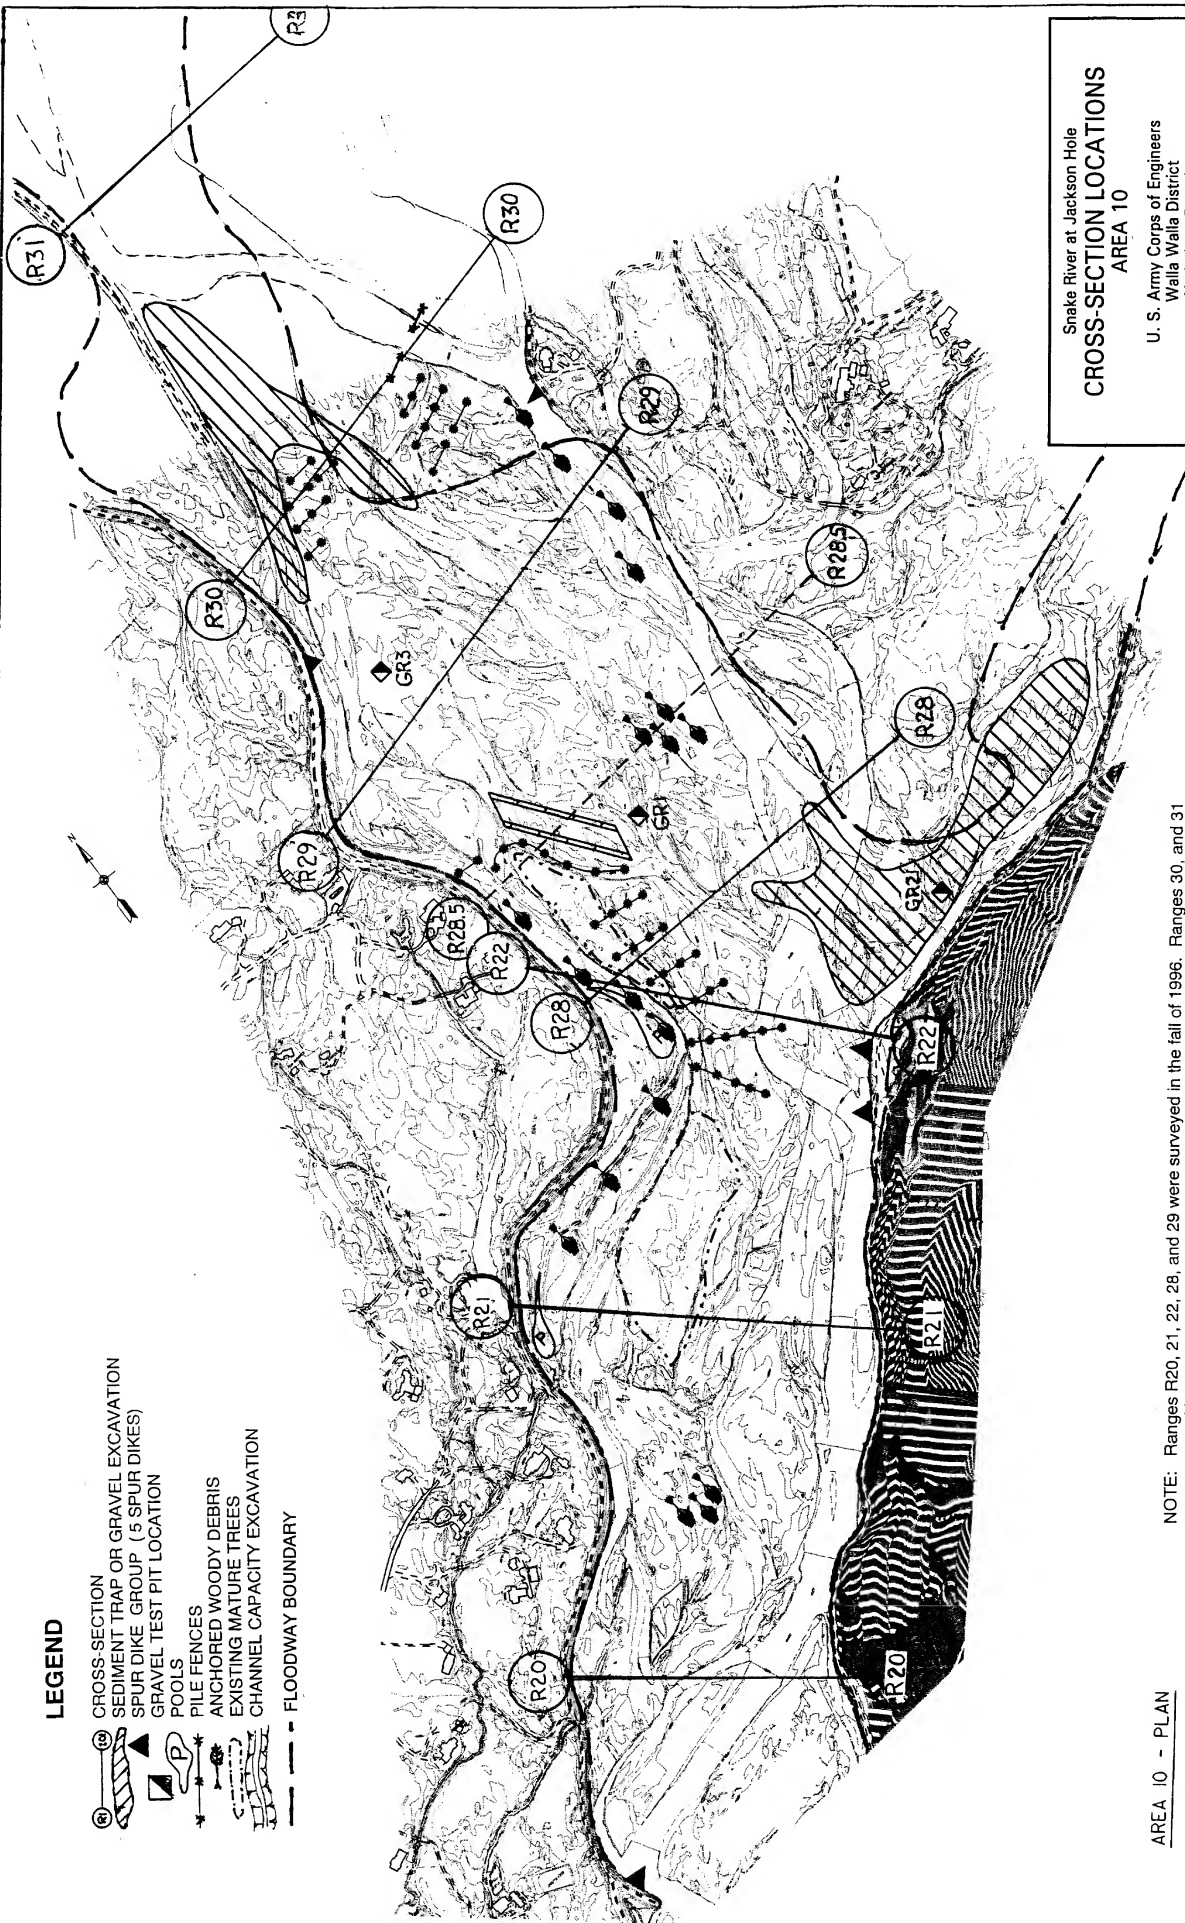 LEGEND
R1 R0
CROSS-SECTION
SEDIMENT TRAP OR GRAVEL EXCAVATION
SPUR DIKE GROUP (5 SPUR DIKES)
GRAVEL TEST PIT LOCATION
P POOLS
PILE FENCES
ANCHORED WOODY DEBRIS
EXISTING MATURE TREES
CHANNEL CAPACITY EXCAVATION
FLOODWAY BOUNDARY
R31
R3
R30
R30
R29
R29
R28.5
R28.5
R28
R28
R22
R22
R21
R21
R20
R20
GR3
GR1
GR2
P
P
N
AREA 10 - PLAN
NOTE: Ranges R20, 21, 22, 28, and 29 were surveyed in the fall of 1996. Ranges 30, and 31
Snake River at Jackson Hole
CROSS-SECTION LOCATIONS
AREA 10
U. S. Army Corps of Engineers
Walla Walla District